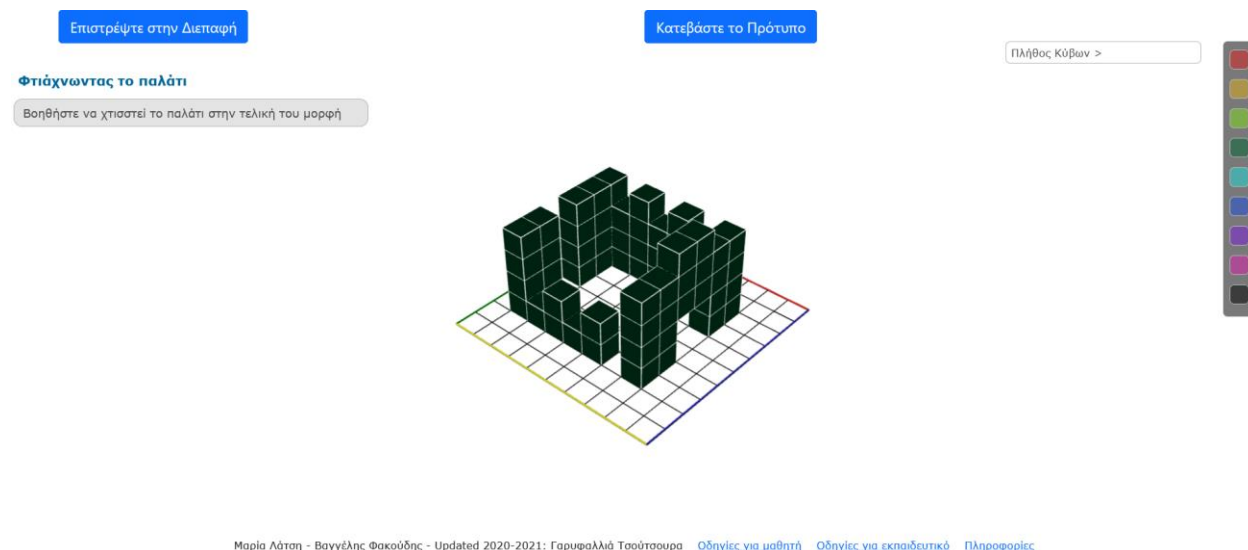 Επιστρέψτε στην Διεπαφή
Κατεβάστε το Πρότυπο
Πλήθος Κύβων >
Φτιάχνωντας το παλάτι
Βοηθήστε να χτισστεί το παλάτι στην τελική του μορφή
Μαρία Λάτση - Βαγγέλης Φακούδης - Updated 2020-2021: Γαρυφαλλιά Τσούτσουρα Οδηγίες για μαθητή Οδηγίες για εκπαιδευτικό Πληροφορίες